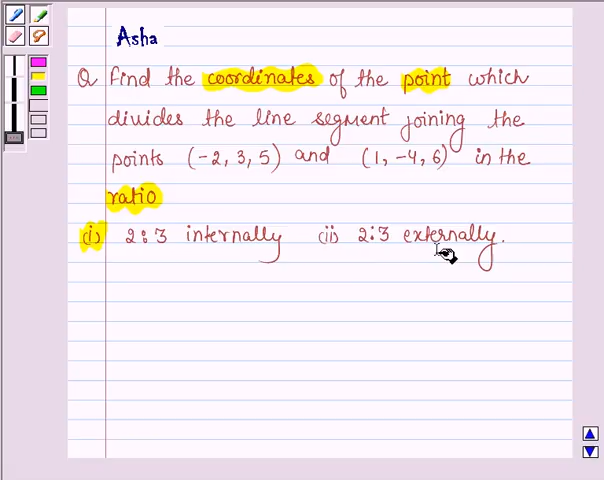 Asha
Q Find the coordinates of the point which
divides the line segment joining the
points (-2, 3, 5) and (1, -4, 6) in the
ratio
(i) 2:3 internally (ii) 2:3 externally.